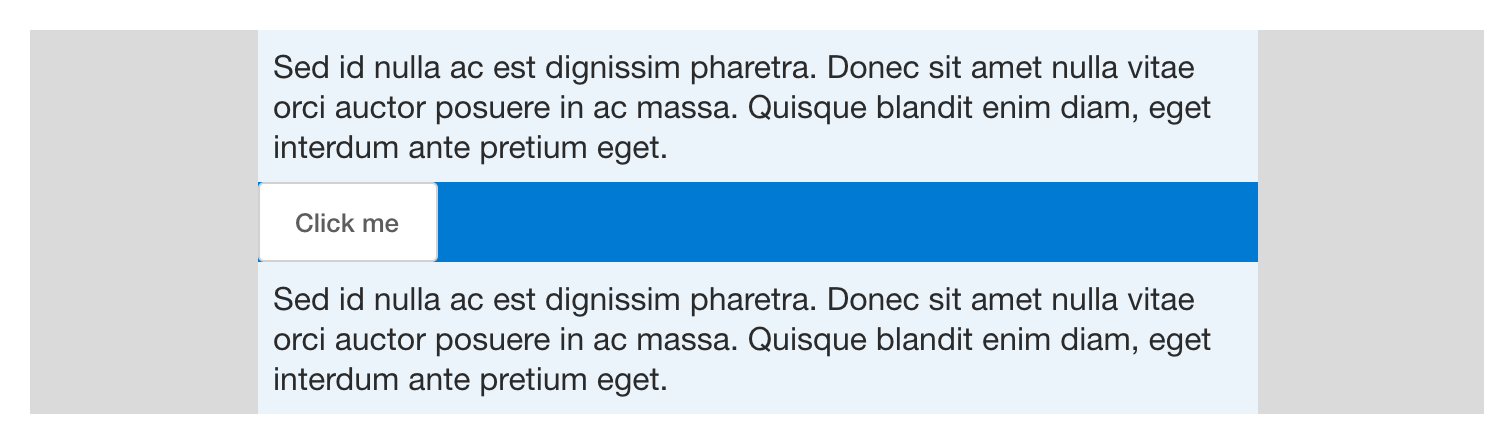 Sed id nulla ac est dignissim pharetra. Donec sit amet nulla vitae
orci auctor posuere in ac massa. Quisque blandit enim diam, eget
interdum ante pretium eget.
Click me
Sed id nulla ac est dignissim pharetra. Donec sit amet nulla vitae
orci auctor posuere in ac massa. Quisque blandit enim diam, eget
interdum ante pretium eget.